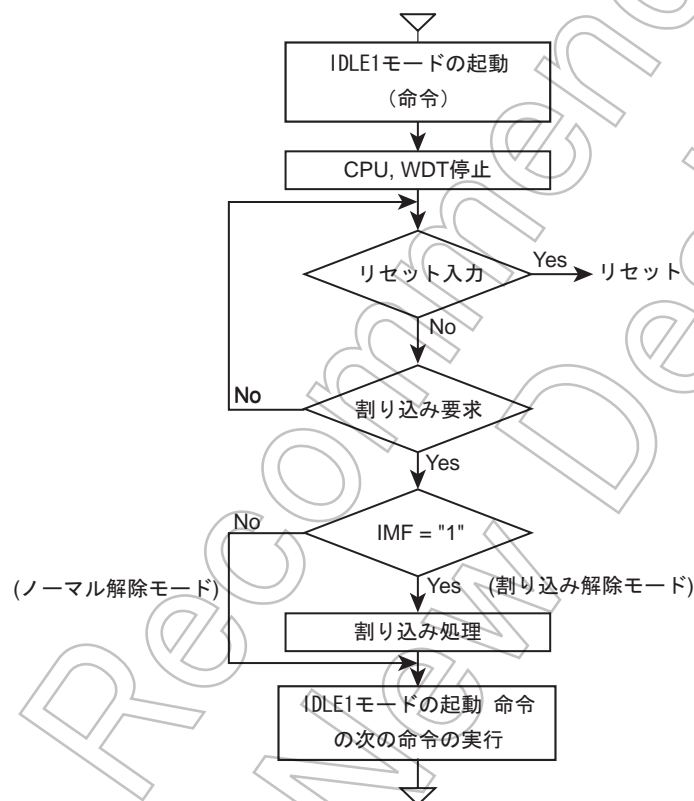 IDLE1モードの起動
(命令)
CPU, WDT停止
リセット入力
Yes
リセット
No
No
割り込み要求
Yes
No
IMF = "1"
(ノーマル解除モード)
Yes
(割り込み解除モード)
割り込み処理
IDLE1モードの起動 命令
の次の命令の実行
Recommend
New De